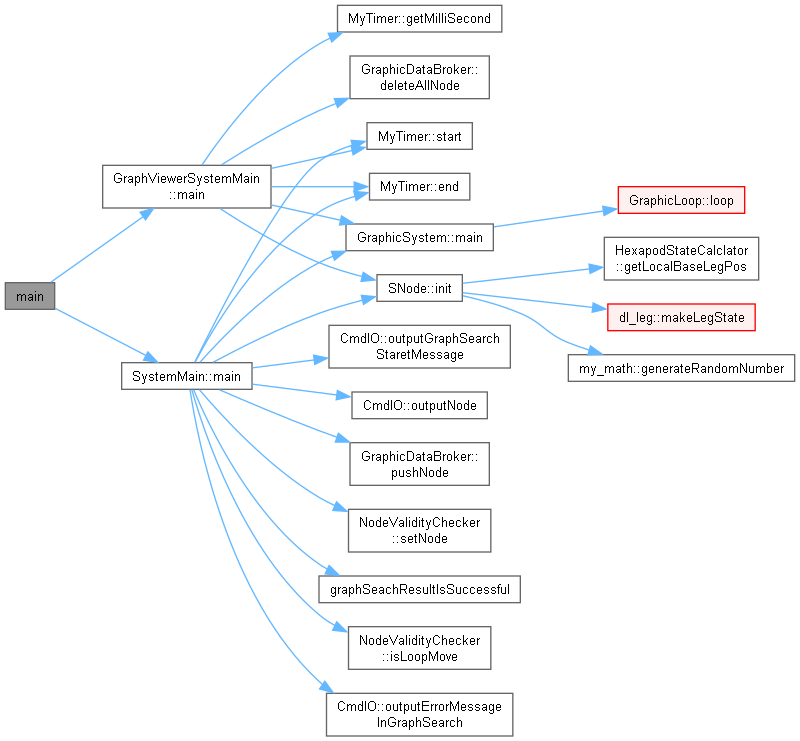 main
GraphViewerSystemMain
::main
SystemMain::main
MyTimer::getMilliSecond
GraphicDataBroker::
deleteAllNode
MyTimer::start
MyTimer::end
GraphicSystem::main
SNode::init
CmdIO::outputGraphSearch
StaretMessage
CmdIO::outputNode
GraphicDataBroker::
pushNode
NodeValidityChecker
::setNode
graphSeachResultIsSuccessful
NodeValidityChecker
::isLoopMove
CmdIO::outputErrorMessage
InGraphSearch
GraphicLoop::loop
HexapodStateCalclator
::getLocalBaseLegPos
dl_leg::makeLegState
my_math::generateRandomNumber